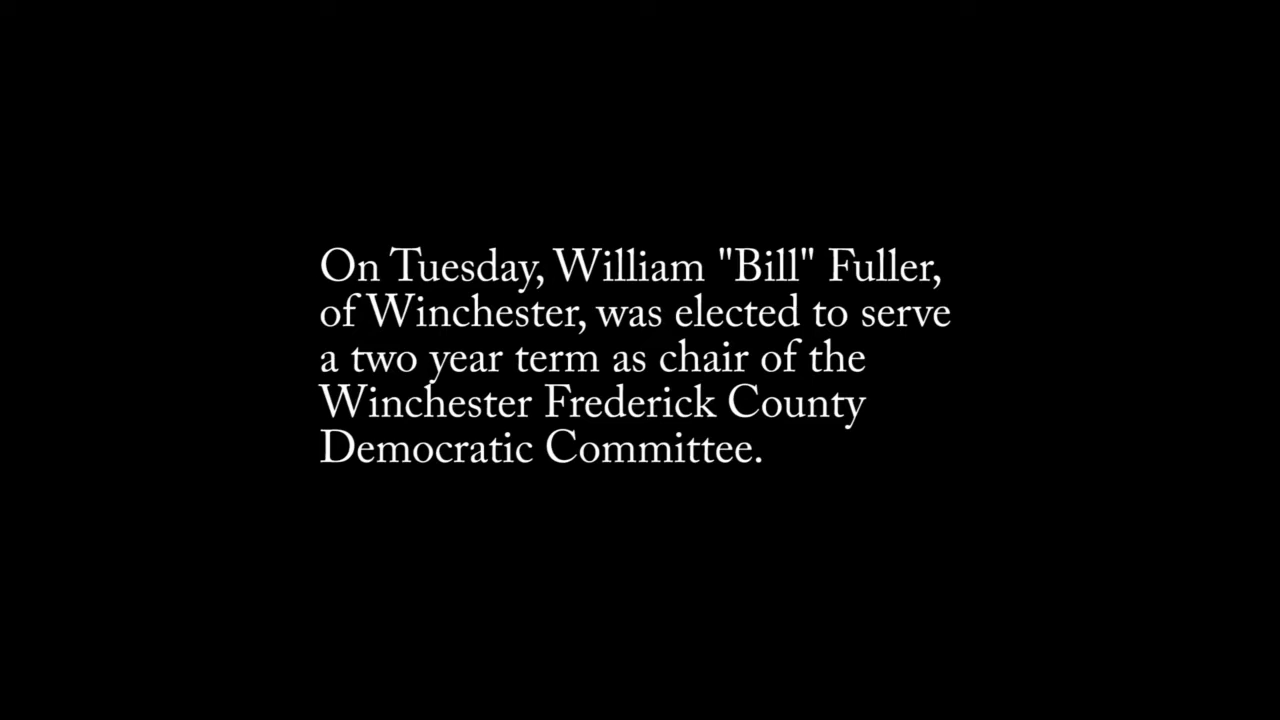 On Tuesday, William "Bill" Fuller,
of Winchester, was elected to serve
a two year term as chair of the
Winchester Frederick County
Democratic Committee.